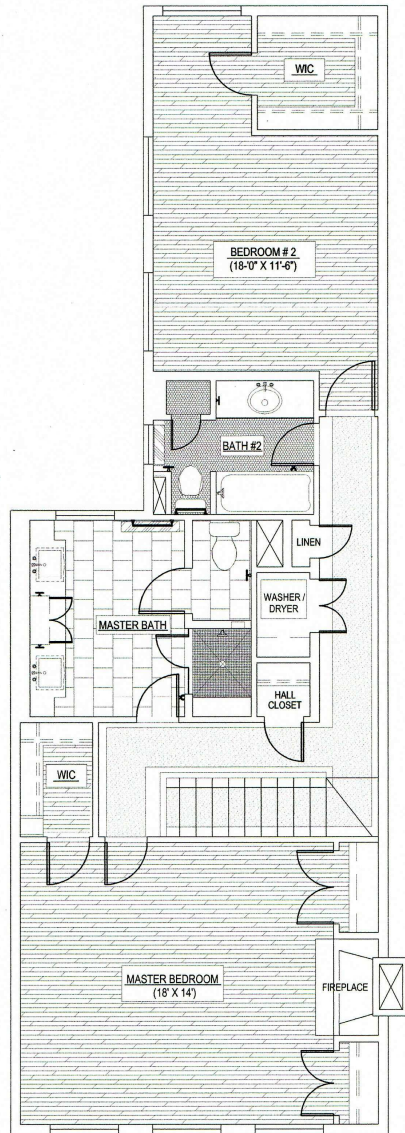 WIC
BEDROOM # 2
(18'-0" X 11'-6")
BATH #2
LINEN
WASHER /
DRYER
MASTER BATH
HALL
CLOSET
WIC
MASTER BEDROOM
(18' X 14')
FIREPLACE